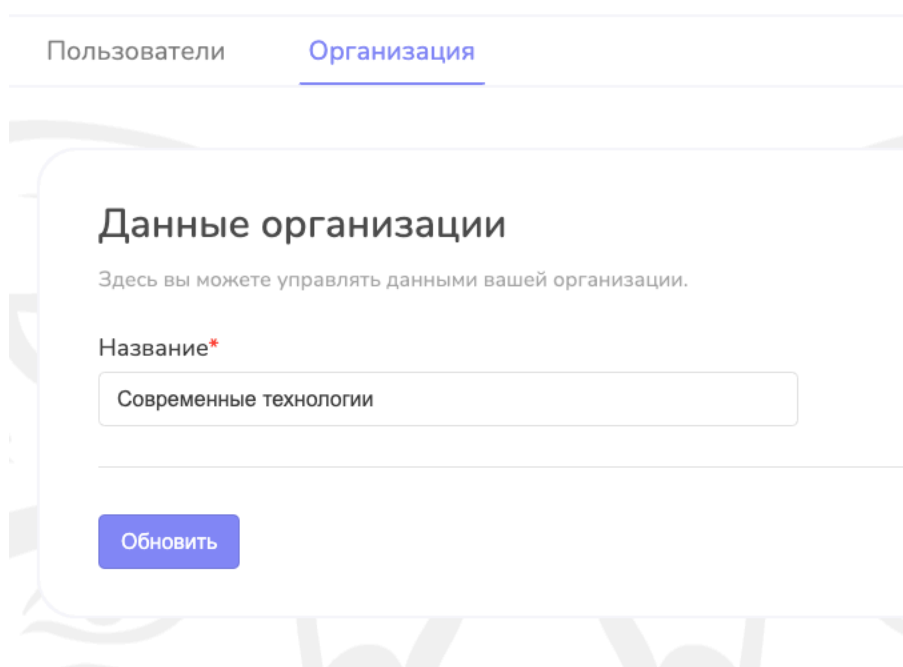 Пользователи Организация
Данные организации
Здесь вы можете управлять данными вашей организации.
Название*
Современные технологии
Обновить